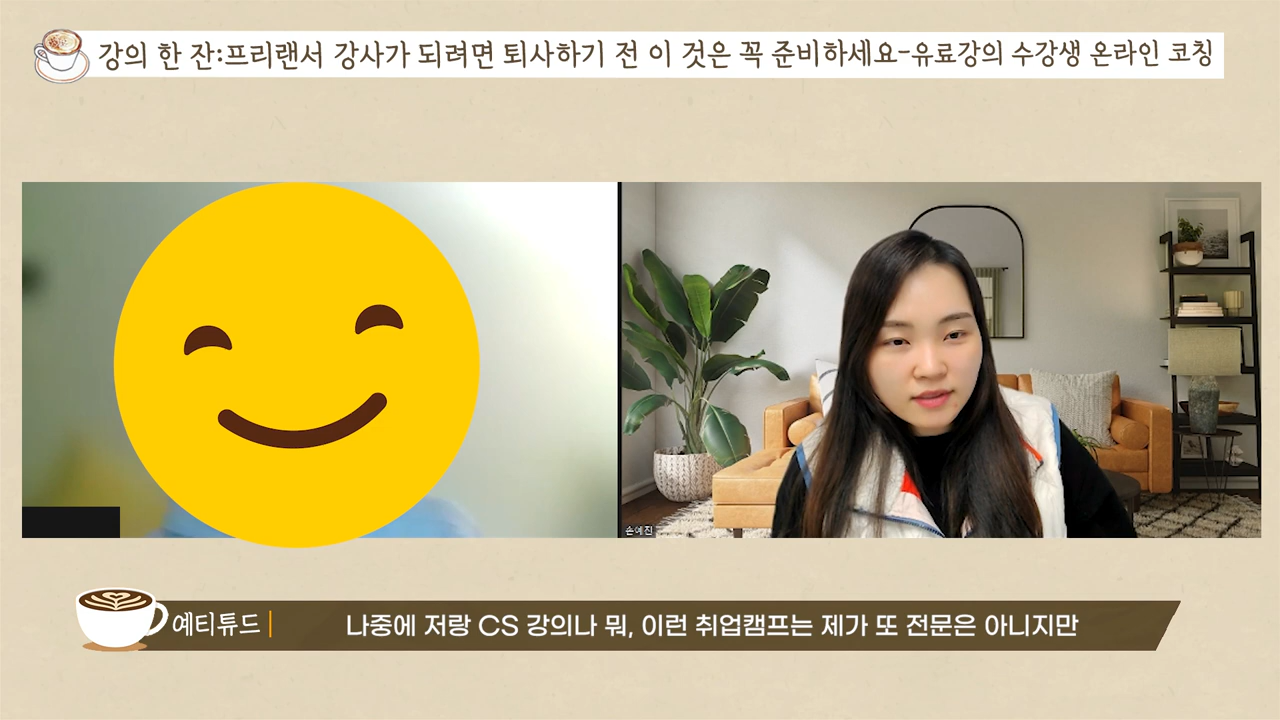 강의 한 잔:프리랜서 강사가 되려면 퇴사하기 전 이 것은 꼭 준비하세요-유료강의 수강생 온라인 코칭
손예진
예티튜드
나중에 저랑 CS 강의나 뭐, 이런 취업캠프는 제가 또 전문은 아니지만